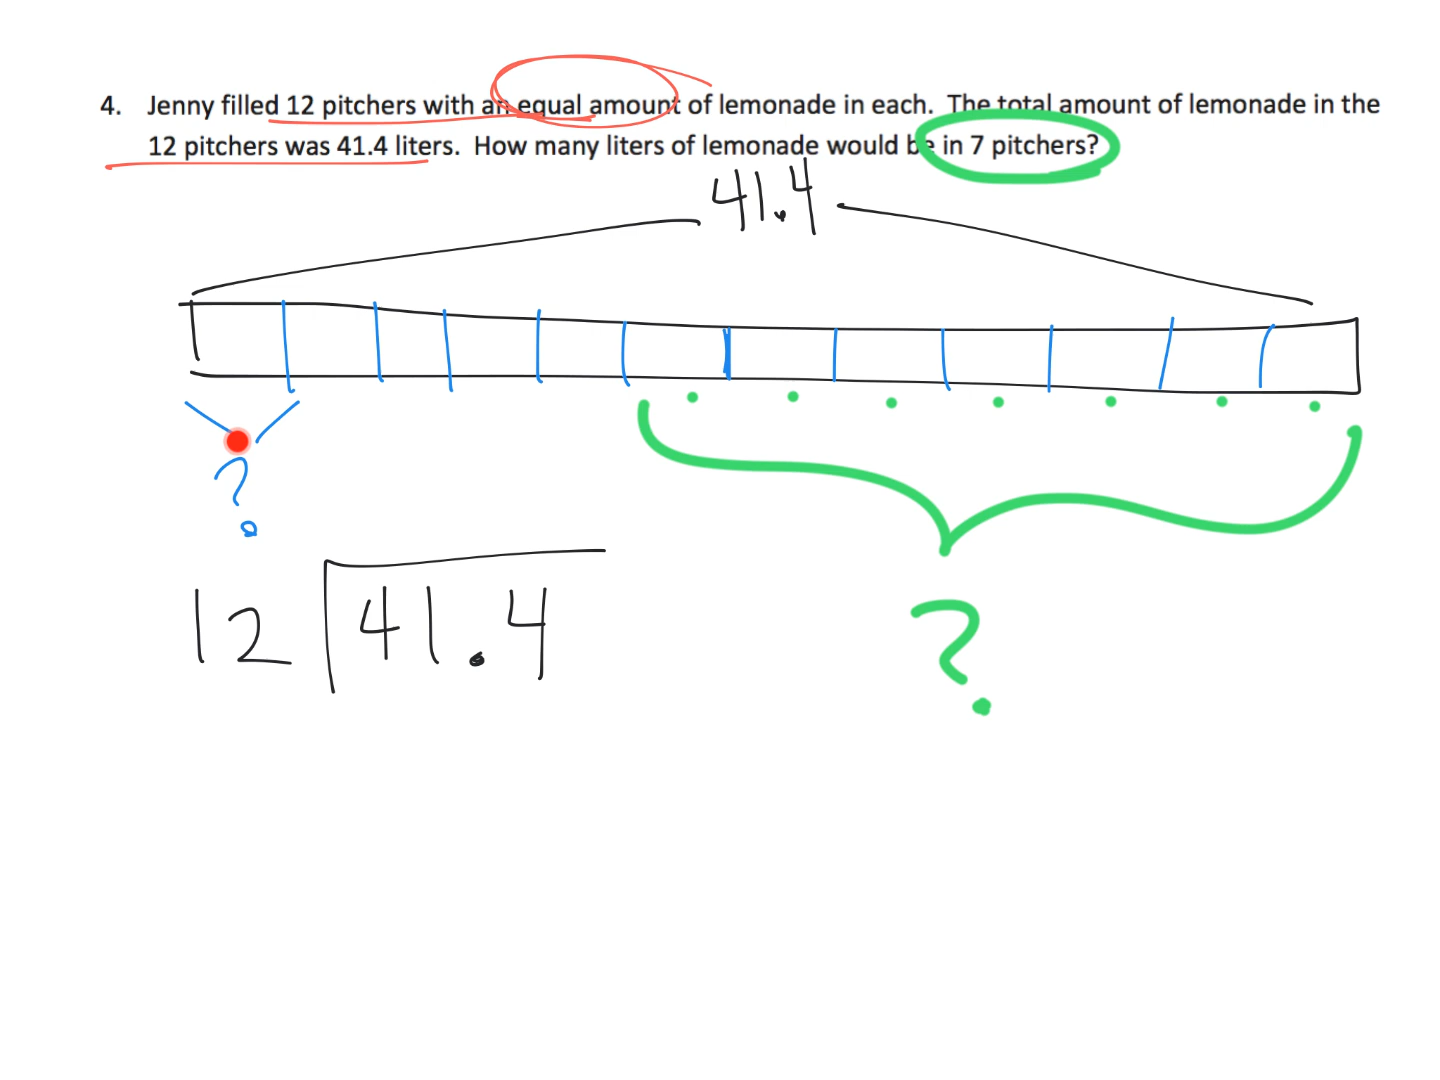 4. Jenny filled 12 pitchers with an equal amount of lemonade in each. The total amount of lemonade in the
12 pitchers was 41.4 liters. How many liters of lemonade would be in 7 pitchers?
41.4
?
12 41.4
?